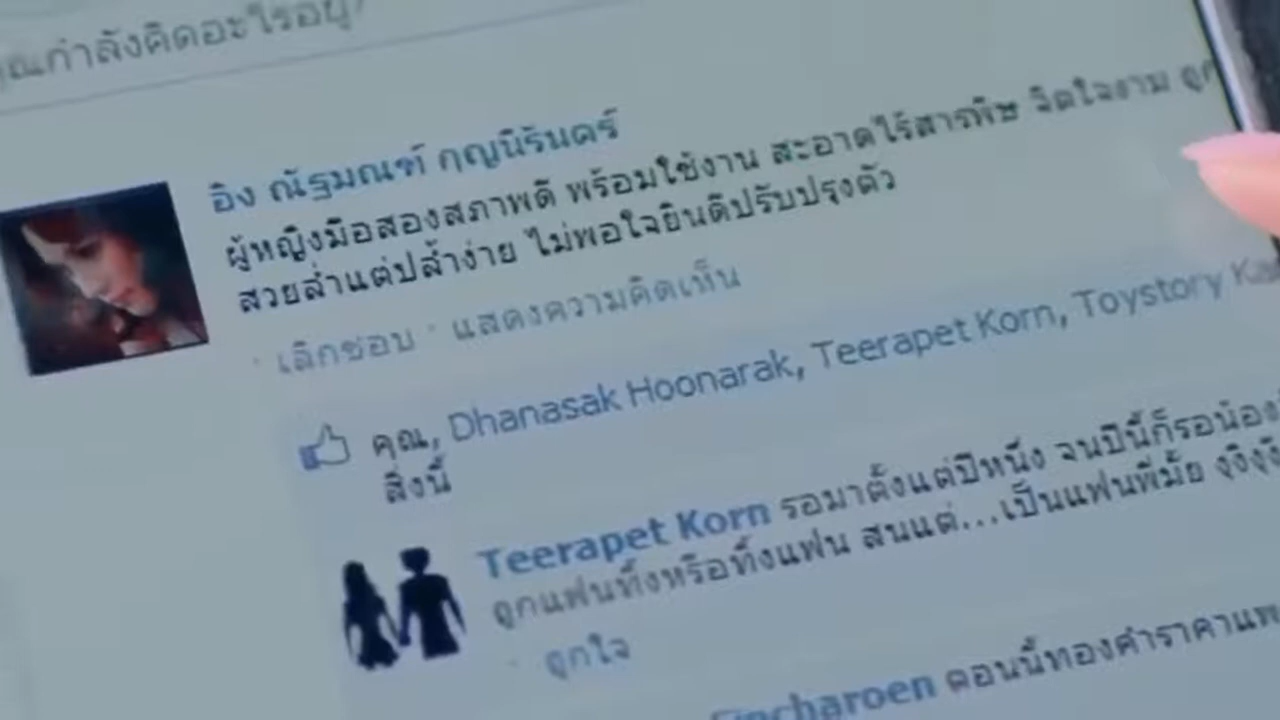 คุณกำลังคิดอะไรอยู่?
อิง ณัฐมณฑ์ กุญนิรันดร์
ผู้หญิงมือสองสภาพดี พร้อมใช้งาน สะอาดไร้สารพิษ จิตใจงาม ถูก
สวยล่ำแต่ปล้ำง่าย ไม่พอใจยินดีปรับปรุงตัว
เลิกชอบ · แสดงความคิดเห็น
คุณ, Dhanasak Hoonarak, Teerapet Korn, Toystory
สิ่งนี้
Teerapet Korn รอมาตั้งแต่ปีหนึ่ง จนปีนี้ก็รอน้อง
ถูกแฟนทิ้งหรือทิ้งแฟน สนแต่...เป็นแฟนพี่มั้ย งุงิงุงิ
· ถูกใจ
ncharoen ตอนนี้ทองคำราคาแพ